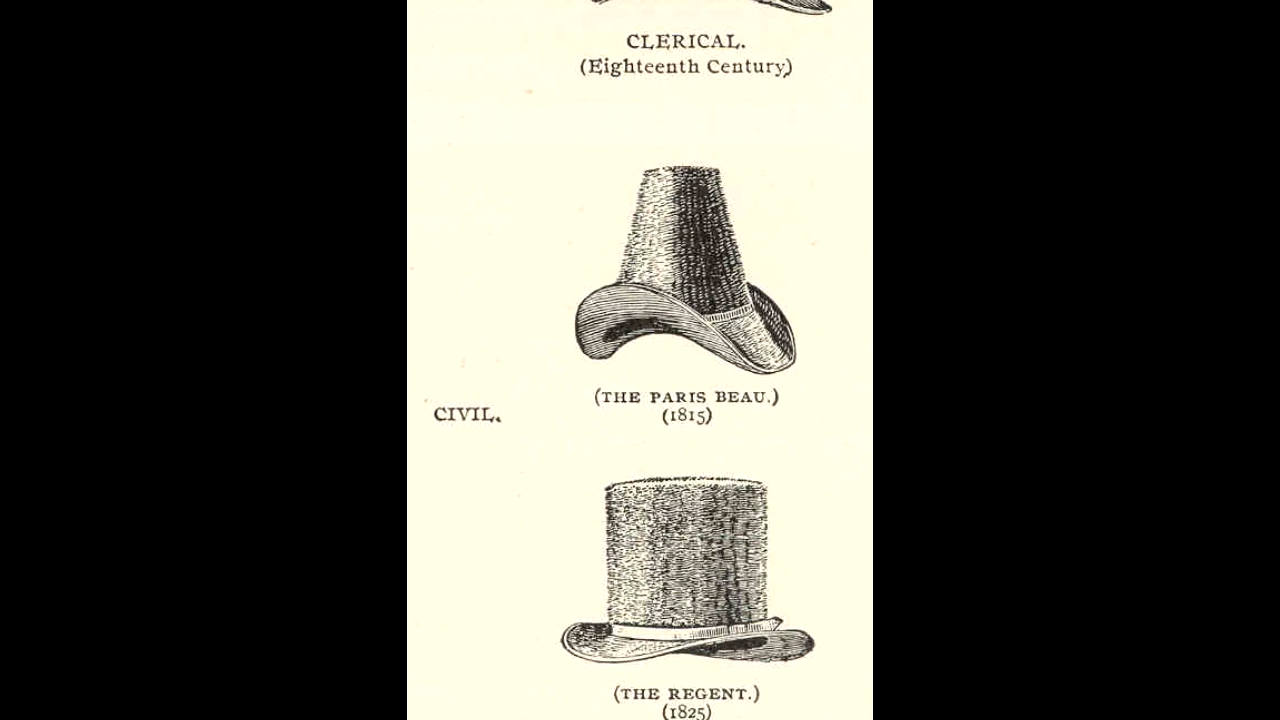 CLERICAL.
(Eighteenth Century)
(THE PARIS BEAU.)
(1815)
CIVIL.
(THE REGENT.)
(1825)